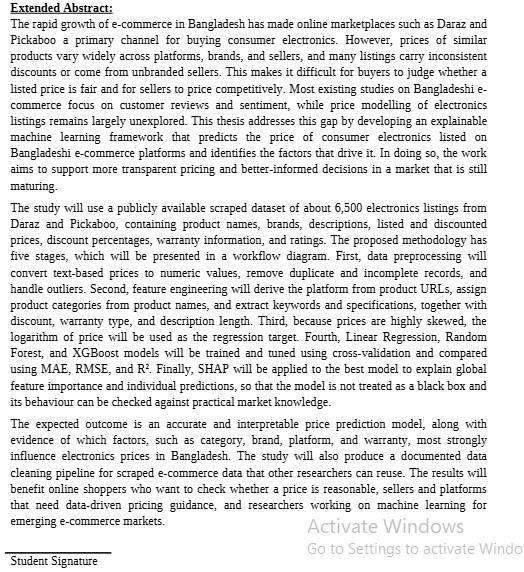 Extended Abstract:
The rapid growth of e-commerce in Bangladesh has made online marketplaces such as Daraz and
Pickaboo a primary channel for buying consumer electronics. However, prices of similar
products vary widely across platforms, brands, and sellers, and many listings carry inconsistent
discounts or come from unbranded sellers. This makes it difficult for buyers to judge whether a
listed price is fair and for sellers to price competitively. Most existing studies on Bangladeshi e-
commerce focus on customer reviews and sentiment, while price modelling of electronics
listings remains largely unexplored. This thesis addresses this gap by developing an explainable
machine learning framework that predicts the price of consumer electronics listed on
Bangladeshi e-commerce platforms and identifies the factors that drive it. In doing so, the work
aims to support more transparent pricing and better-informed decisions in a market that is still
maturing.
The study will use a publicly available scraped dataset of about 6,500 electronics listings from
Daraz and Pickaboo, containing product names, brands, descriptions, listed and discounted
prices, discount percentages, warranty information, and ratings. The proposed methodology has
five stages, which will be presented in a workflow diagram. First, data preprocessing will
convert text-based prices to numeric values, remove duplicate and incomplete records, and
handle outliers. Second, feature engineering will derive the platform from product URLs, assign
product categories from product names, and extract keywords and specifications, together with
discount, warranty type, and description length. Third, because prices are highly skewed, the
logarithm of price will be used as the regression target. Fourth, Linear Regression, Random
Forest, and XGBoost models will be trained and tuned using cross-validation and compared
using MAE, RMSE, and R². Finally, SHAP will be applied to the best model to explain global
feature importance and individual predictions, so that the model is not treated as a black box and
its behaviour can be checked against practical market knowledge.
The expected outcome is an accurate and interpretable price prediction model, along with
evidence of which factors, such as category, brand, platform, and warranty, most strongly
influence electronics prices in Bangladesh. The study will also produce a documented data
cleaning pipeline for scraped e-commerce data that other researchers can reuse. The results will
benefit online shoppers who want to check whether a price is reasonable, sellers and platforms
that need data-driven pricing guidance, and researchers working on machine learning for
emerging e-commerce markets.
Activate Windows
Go to Settings to activate Windo
Student Signature